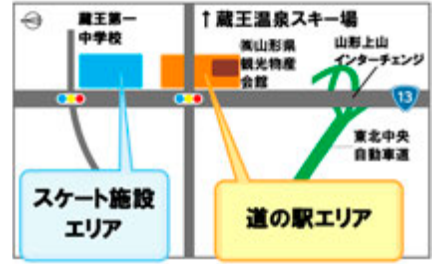 蔵王第一
中学校
↑蔵王温泉スキー場
㈱山形県
観光物産
会館
山形上山
インターチェンジ
13
東北中央
自動車道
スケート施設
エリア
道の駅エリア